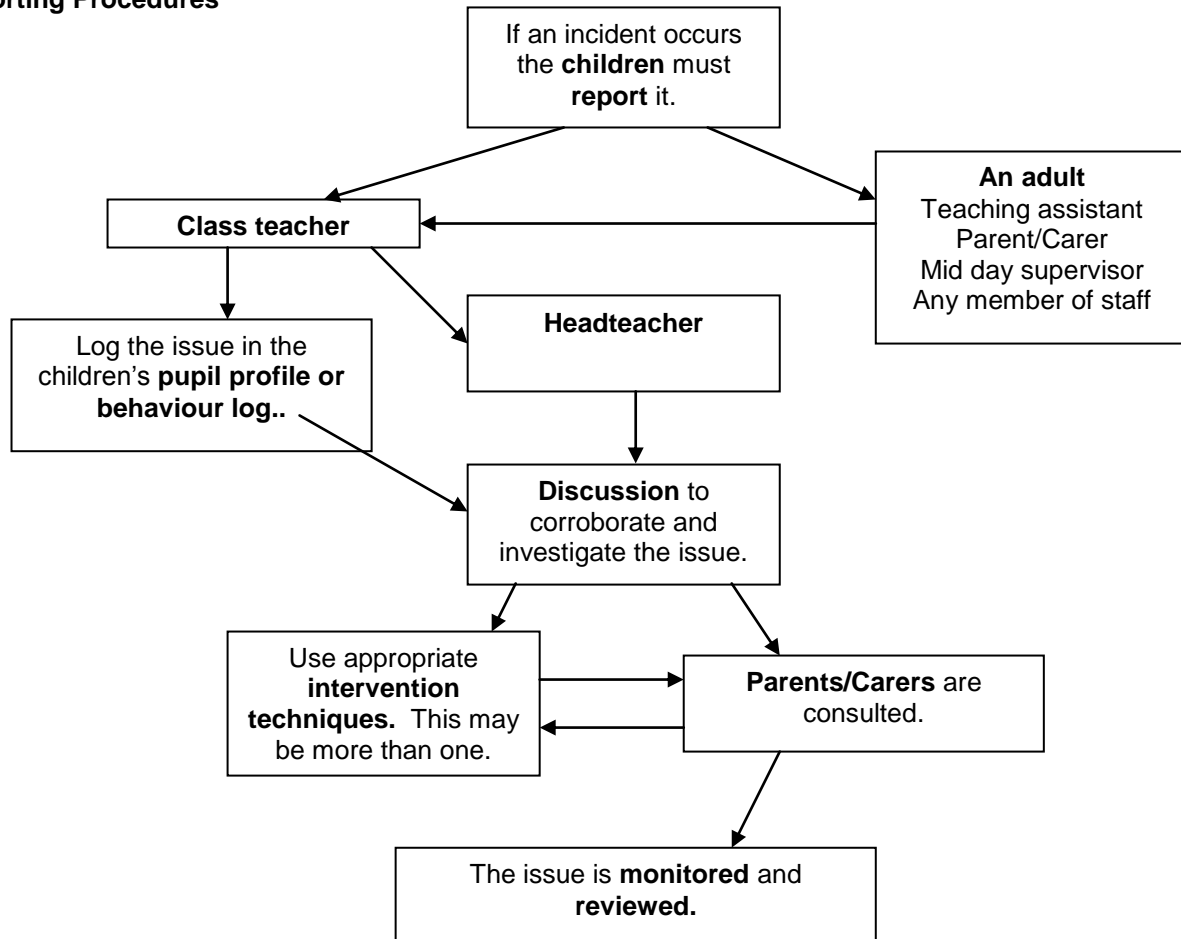 orting Procedures
If an incident occurs
the children must
report it.
An adult
Teaching assistant
Parent/Carer
Mid day supervisor
Any member of staff
Class teacher
Headteacher
Log the issue in the
children's pupil profile or
behaviour log..
Discussion to
corroborate and
investigate the issue.
Use appropriate
intervention
techniques.  This may
be more than one.
Parents/Carers are
consulted.
The issue is monitored and
reviewed.